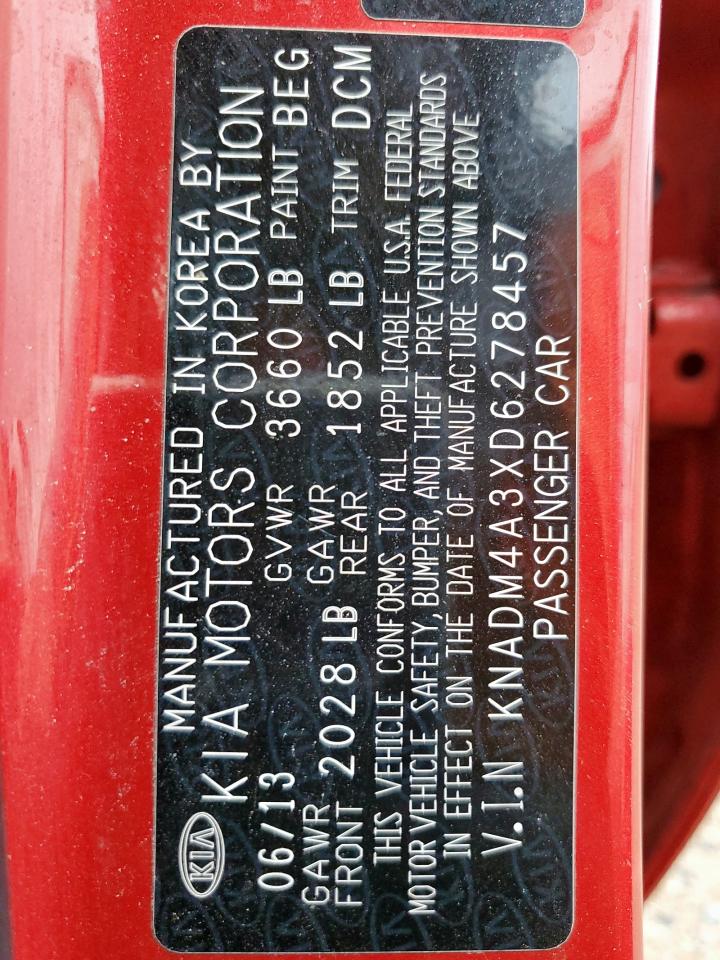 MANUFACTURED IN KOREA BY
KIA KIA MOTORS CORPORATION
06/13 GVWR 3660 LB PAINT BEG
GAWR GAWR
FRONT 2028 LB REAR 1852 LB TRIM DCM
THIS VEHICLE CONFORMS TO ALL APPLICABLE U.S.A. FEDERAL
MOTOR VEHICLE SAFETY, BUMPER, AND THEFT PREVENTION STANDARDS
IN EFFECT ON THE DATE OF MANUFACTURE SHOWN ABOVE
V.I.N KNADM4A3XD6278457
PASSENGER CAR